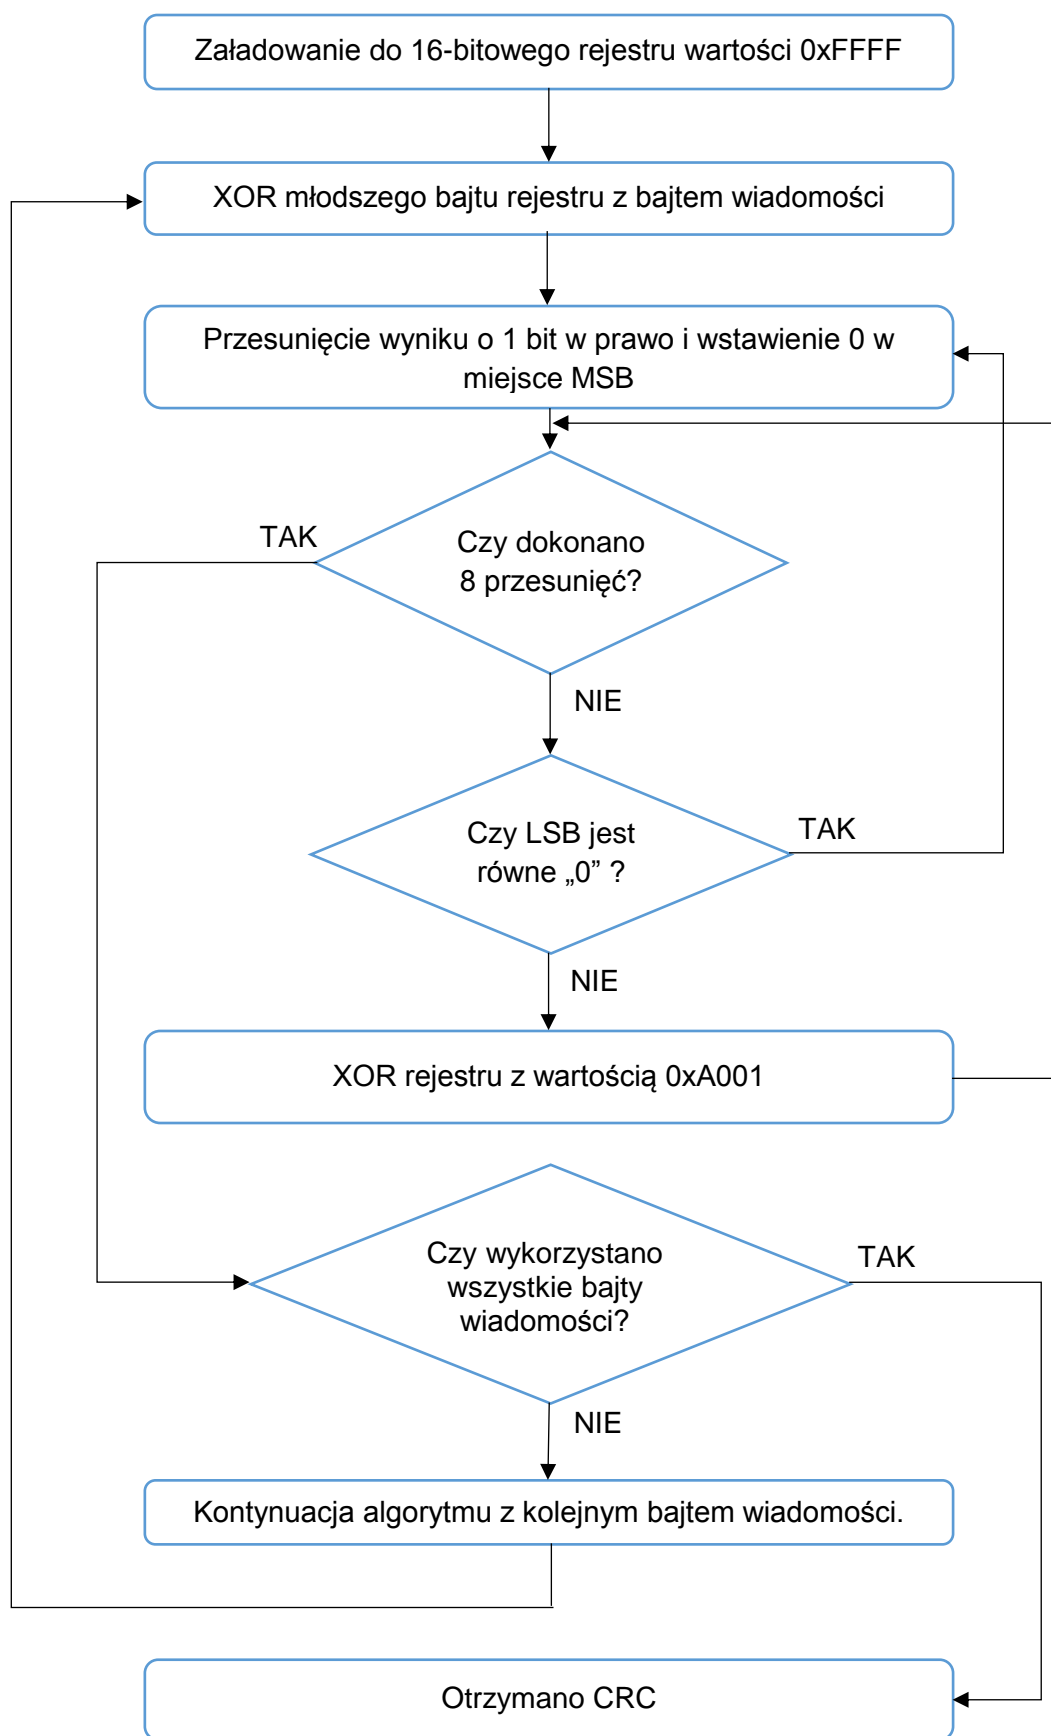 Załadowanie do 16-bitowego rejestru wartości 0xFFFF
XOR młodszego bajtu rejestru z bajtem wiadomości
Przesunięcie wyniku o 1 bit w prawo i wstawienie 0 w
miejsce MSB
TAK
Czy dokonano
8 przesunięć?
NIE
Czy LSB jest
równe „0” ?
TAK
NIE
XOR rejestru z wartością 0xA001
Czy wykorzystano
wszystkie bajty
wiadomości?
TAK
NIE
Kontynuacja algorytmu z kolejnym bajtem wiadomości.
Otrzymano CRC